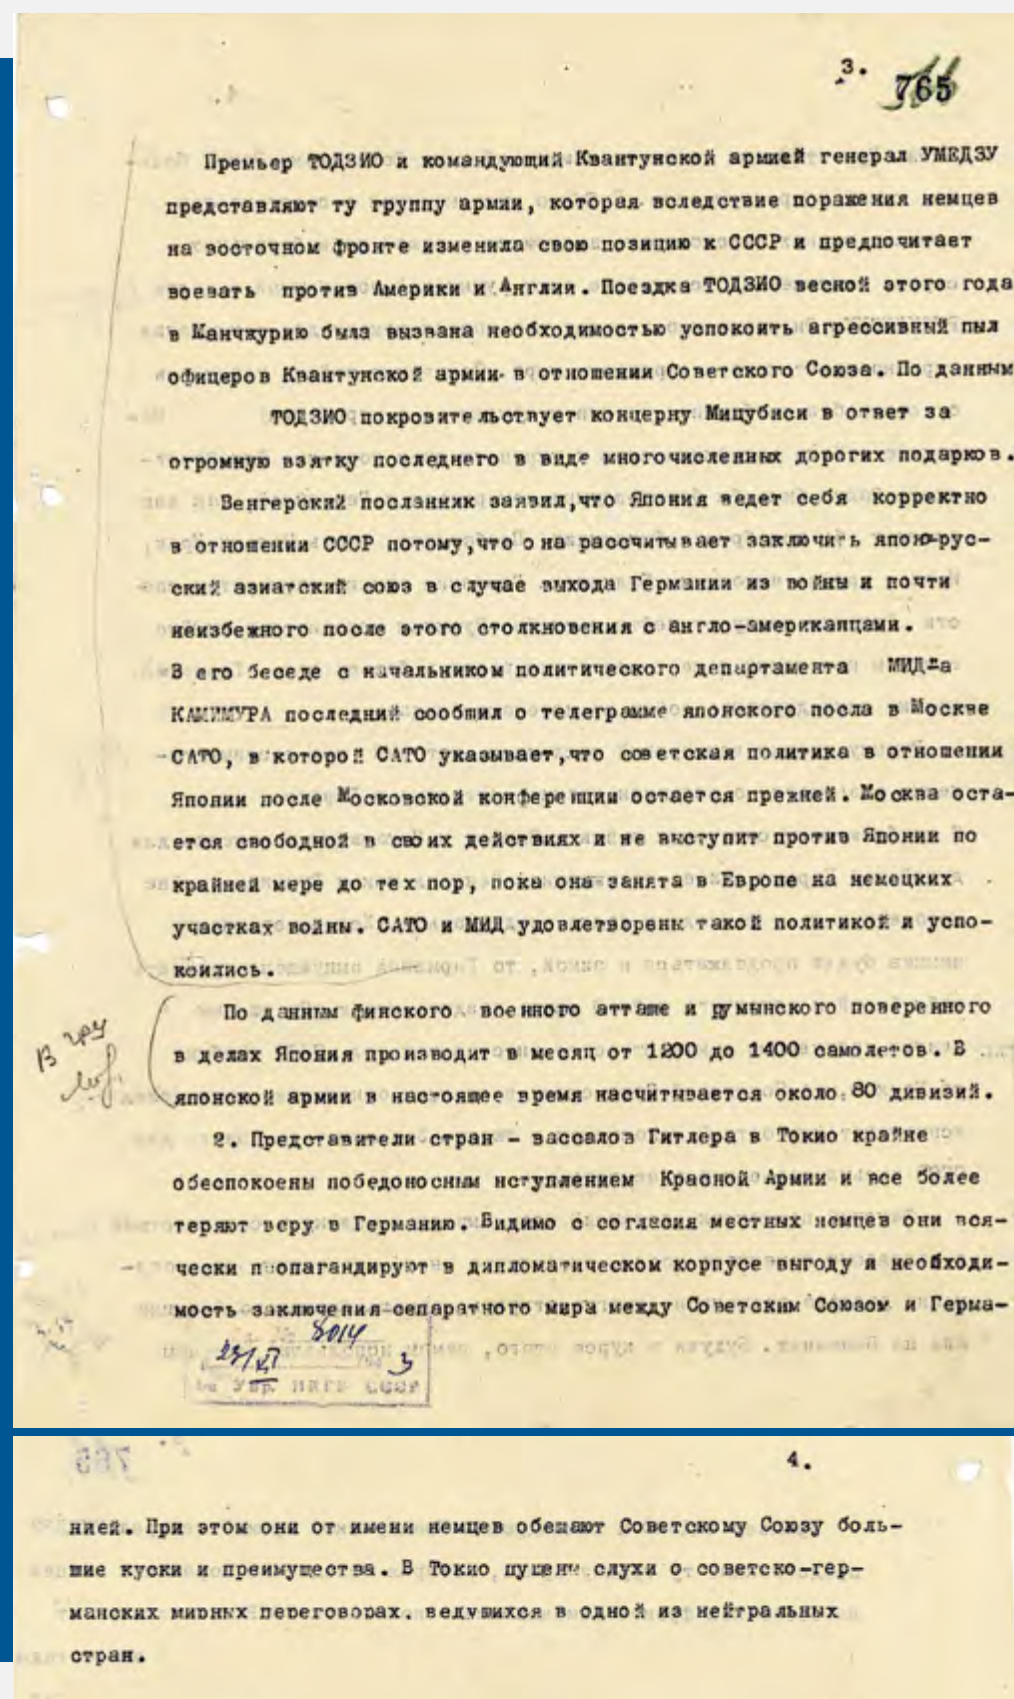 3.
765
Премьер ТОДЗИО и командующий Квантунской армией генерал УМЕДЗУ
представляют ту группу армии, которая вследствие поражения немцев
на восточном фронте изменила свою позицию к СССР и предпочитает
воевать против Америки и Англии. Поездка ТОДЗИО весной этого года
в Манчжурию была вызвана необходимостью успокоить агрессивный пыл
офицеров Квантунской армии в отношении Советского Союза. По данным
ТОДЗИО покровительствует концерну Мицубиси в ответ за
огромную взятку последнего в виде многочисленных дорогих подарков.
Венгерский посланник заявил,что Япония ведет себя корректно
в отношении СССР потому,что она рассчитывает заключить японо-рус-
ский азиатский союз в случае выхода Германии из войны и почти
неизбежного после этого столкновения с англо-американцами.
В его беседе с начальником политического департамента МИД-а
КАМИМУРА последний сообщил о телеграмме японского посла в Москве
САТО, в которой САТО указывает,что советская политика в отношении
Японии после Московской конференции остается прежней. Москва оста-
ется свободной в своих действиях и не выступит против Японии по
крайней мере до тех пор, пока она занята в Европе на немецких
участках войны. САТО и МИД удовлетворены такой политикой и успо-
коились.
По данным финского военного атташе и румынского поверенного
в делах Япония производит в месяц от 1200 до 1400 самолетов. В
японской армии в настоящее время насчитывается около 80 дивизий.
В гру
2. Представители стран - вассалов Гитлера в Токио крайне
обеспокоены победоносным нступлением Красной Армии и все более
теряют веру в Германию. Видимо с согласия местных немцев они вся-
чески пропагандируют в дипломатическом корпусе выгоду и необходи-
мость заключения сепаратного мира между Советским Союзом и Герма-
8014
23/XI 3
Упр. НКГБ СССР
4.
нией. При этом они от имени немцев обещают Советскому Союзу боль-
шие куски и преимущества. В Токио пущены слухи о советско-гер-
манских мирных переговорах, ведущихся в одной из нейтральных
стран.